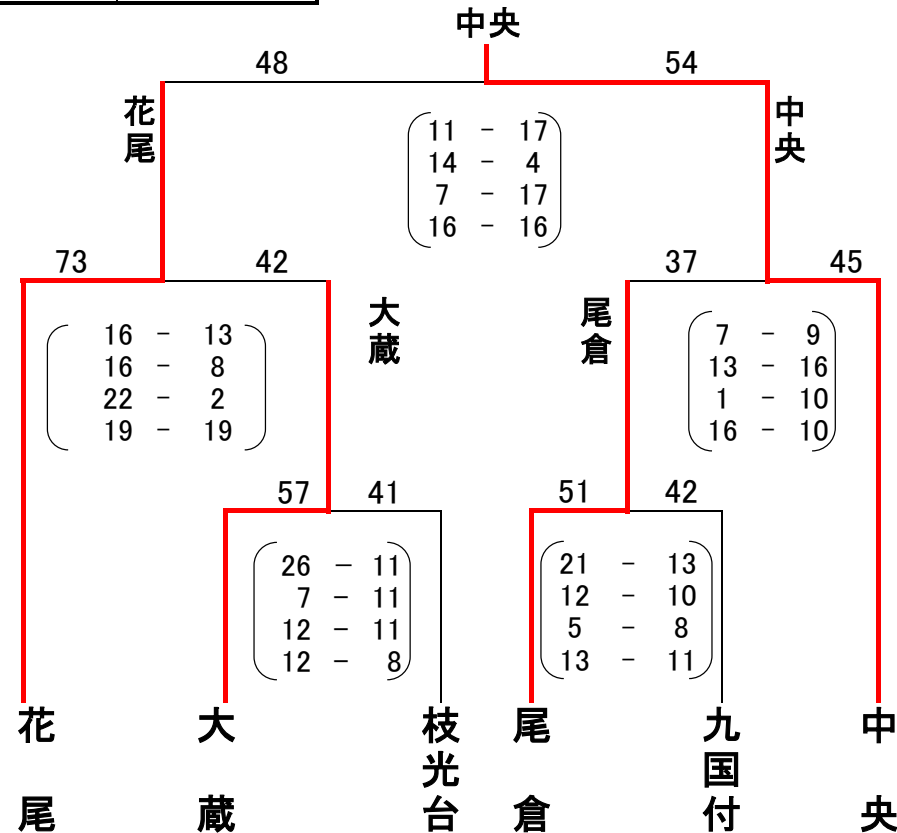 中央
48 54
花尾 中央
11 - 17
14 - 4
7 - 17
16 - 16
73 42 37 45
大蔵 尾倉
16 - 13
16 - 8
22 - 2
19 - 19
7 - 9
13 - 16
1 - 10
16 - 10
57 41 51 42
26 - 11
7 - 11
12 - 11
12 - 8
21 - 13
12 - 10
5 - 8
13 - 11
花尾 大蔵 枝光台 尾倉 九国付 中央